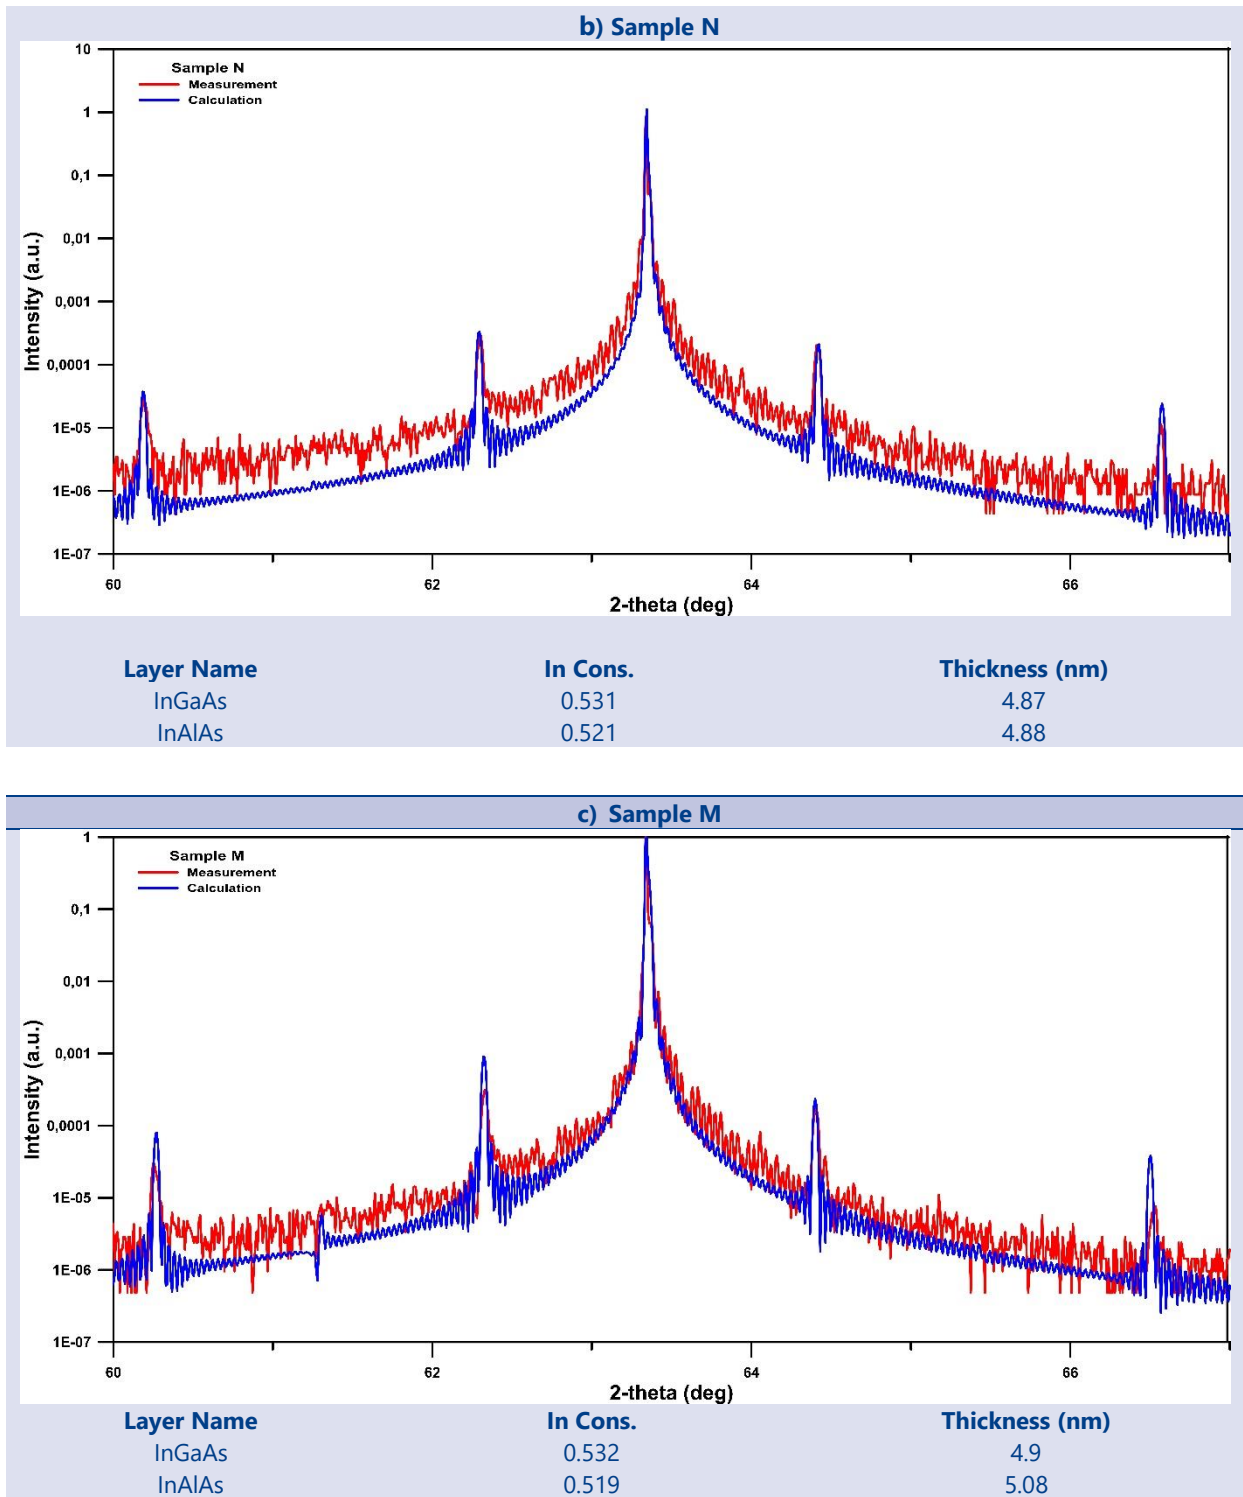 b) Sample N
10
1
0,1
0,01
0,001
0,0001
1E-05
1E-06
1E-07
Intensity (a.u.)
Sample N
Measurement
Calculation
60
62
64
66
2-theta (deg)
Layer Name In Cons. Thickness (nm)
InGaAs 0.531 4.87
InAlAs 0.521 4.88
c) Sample M
1
0,1
0,01
0,001
0,0001
1E-05
1E-06
1E-07
Intensity (a.u.)
Sample M
Measurement
Calculation
60
62
64
66
2-theta (deg)
Layer Name In Cons. Thickness (nm)
InGaAs 0.532 4.9
InAlAs 0.519 5.08